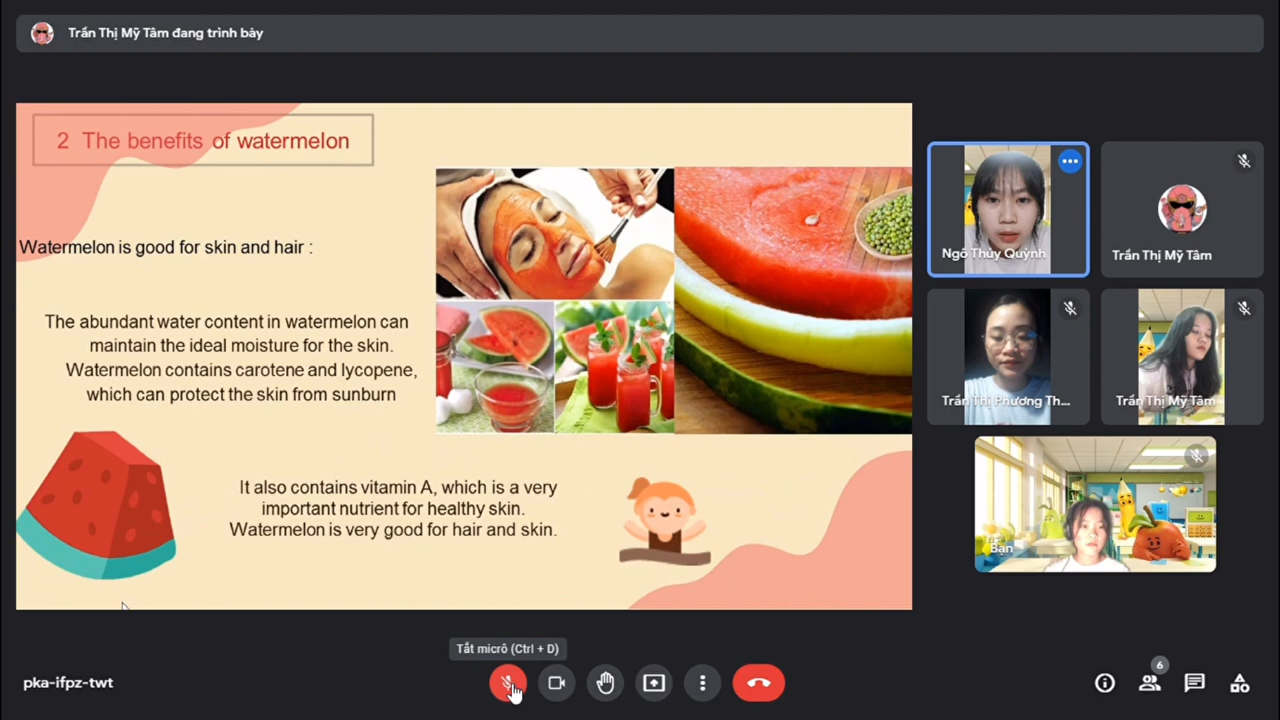 Trần Thị Mỹ Tâm đang trình bày
2 The benefits of watermelon
Watermelon is good for skin and hair :
The abundant water content in watermelon can
maintain the ideal moisture for the skin.
Watermelon contains carotene and lycopene,
which can protect the skin from sunburn
It also contains vitamin A, which is a very
important nutrient for healthy skin.
Watermelon is very good for hair and skin.
Ngô Thúy Quỳnh
Trần Thị Mỹ Tâm
Trần Thị Phương Th...
Trần Thị Mỹ Tâm
Bạn
Tắt micrô (Ctrl + D)
pka-ifpz-twt
6